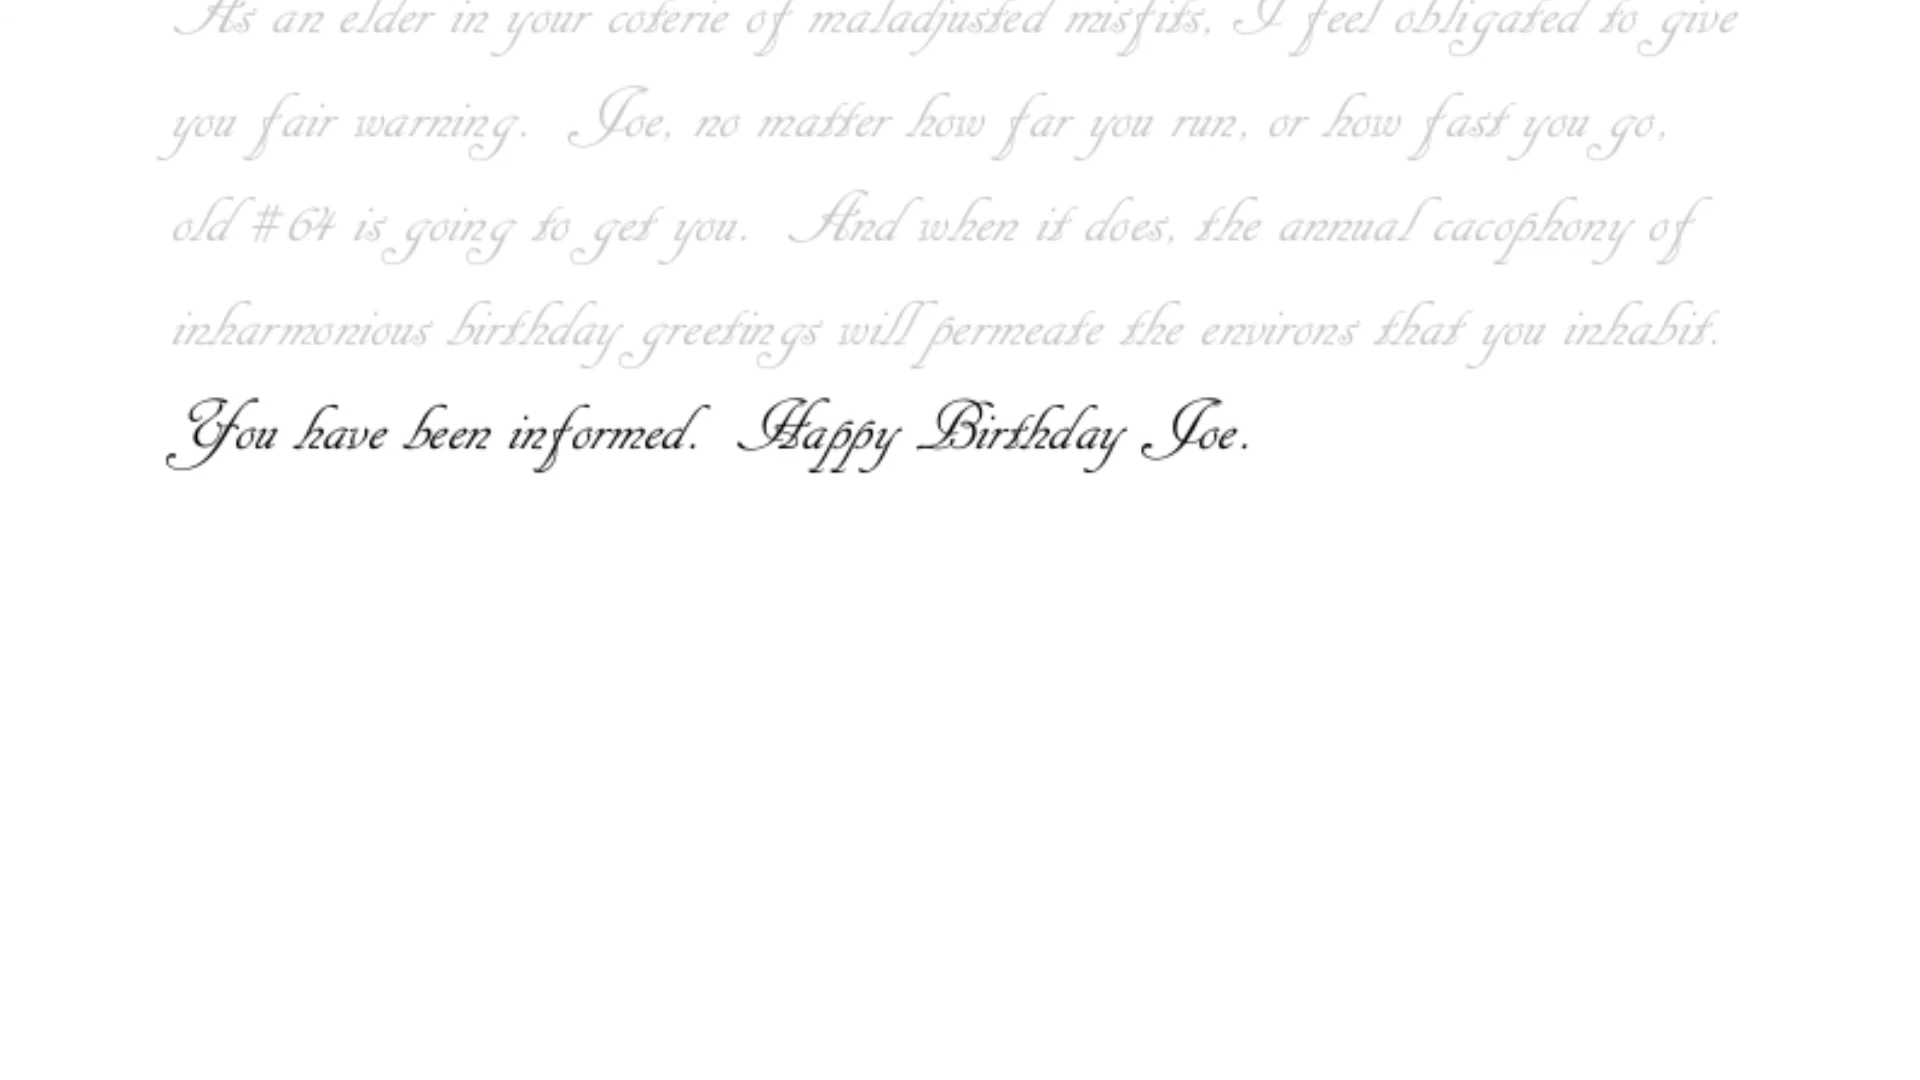 As an elder in your coterie of maladjusted misfits, I feel obligated to give
you fair warning.  Joe, no matter how far you run, or how fast you go,
old #64 is going to get you.  And when it does, the annual cacophony of
inharmonious birthday greetings will permeate the environs that you inhabit.
You have been informed.  Happy Birthday Joe.